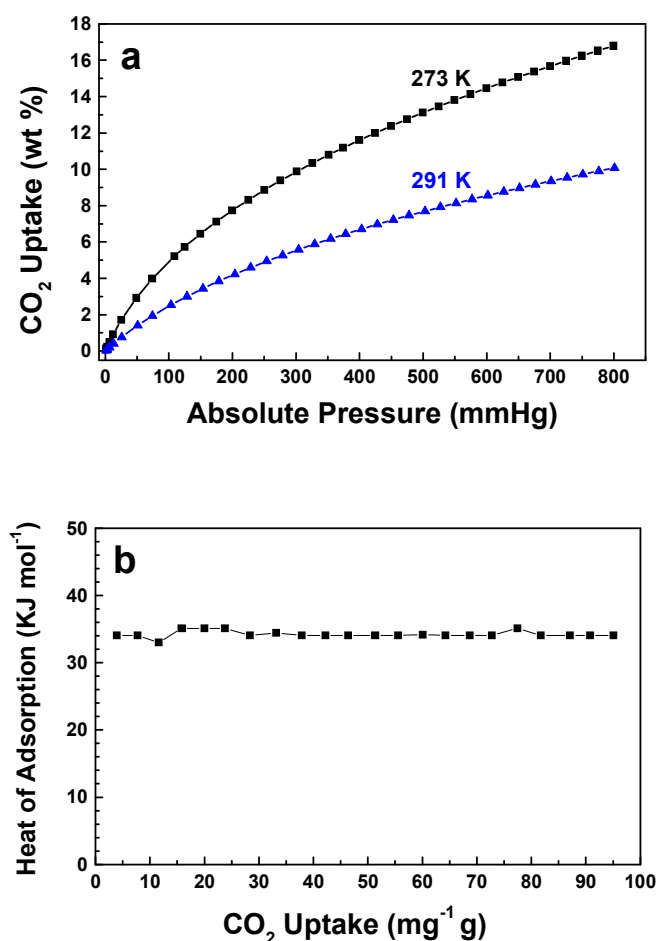 a
18
16
14
12
10
8
6
4
2
0
273 K
291 K
CO₂ Uptake (wt %)
0 100 200 300 400 500 600 700 800
Absolute Pressure (mmHg)
b
50
40
30
20
10
0
Heat of Adsorption (KJ mol⁻¹)
0 10 20 30 40 50 60 70 80 90 100
CO₂ Uptake (mg⁻¹ g)